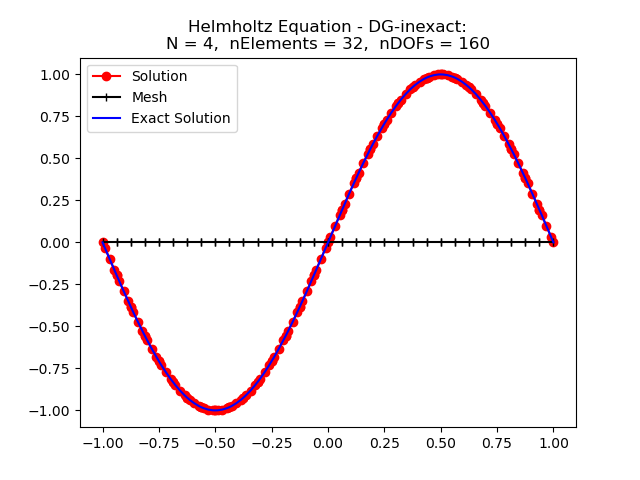 Helmholtz Equation - DG-inexact:
N = 4,  nElements = 32,  nDOFs = 160
Solution
Mesh
Exact Solution
1.00
0.75
0.50
0.25
0.00
−0.25
−0.50
−0.75
−1.00
−1.00 −0.75 −0.50 −0.25 0.00 0.25 0.50 0.75 1.00